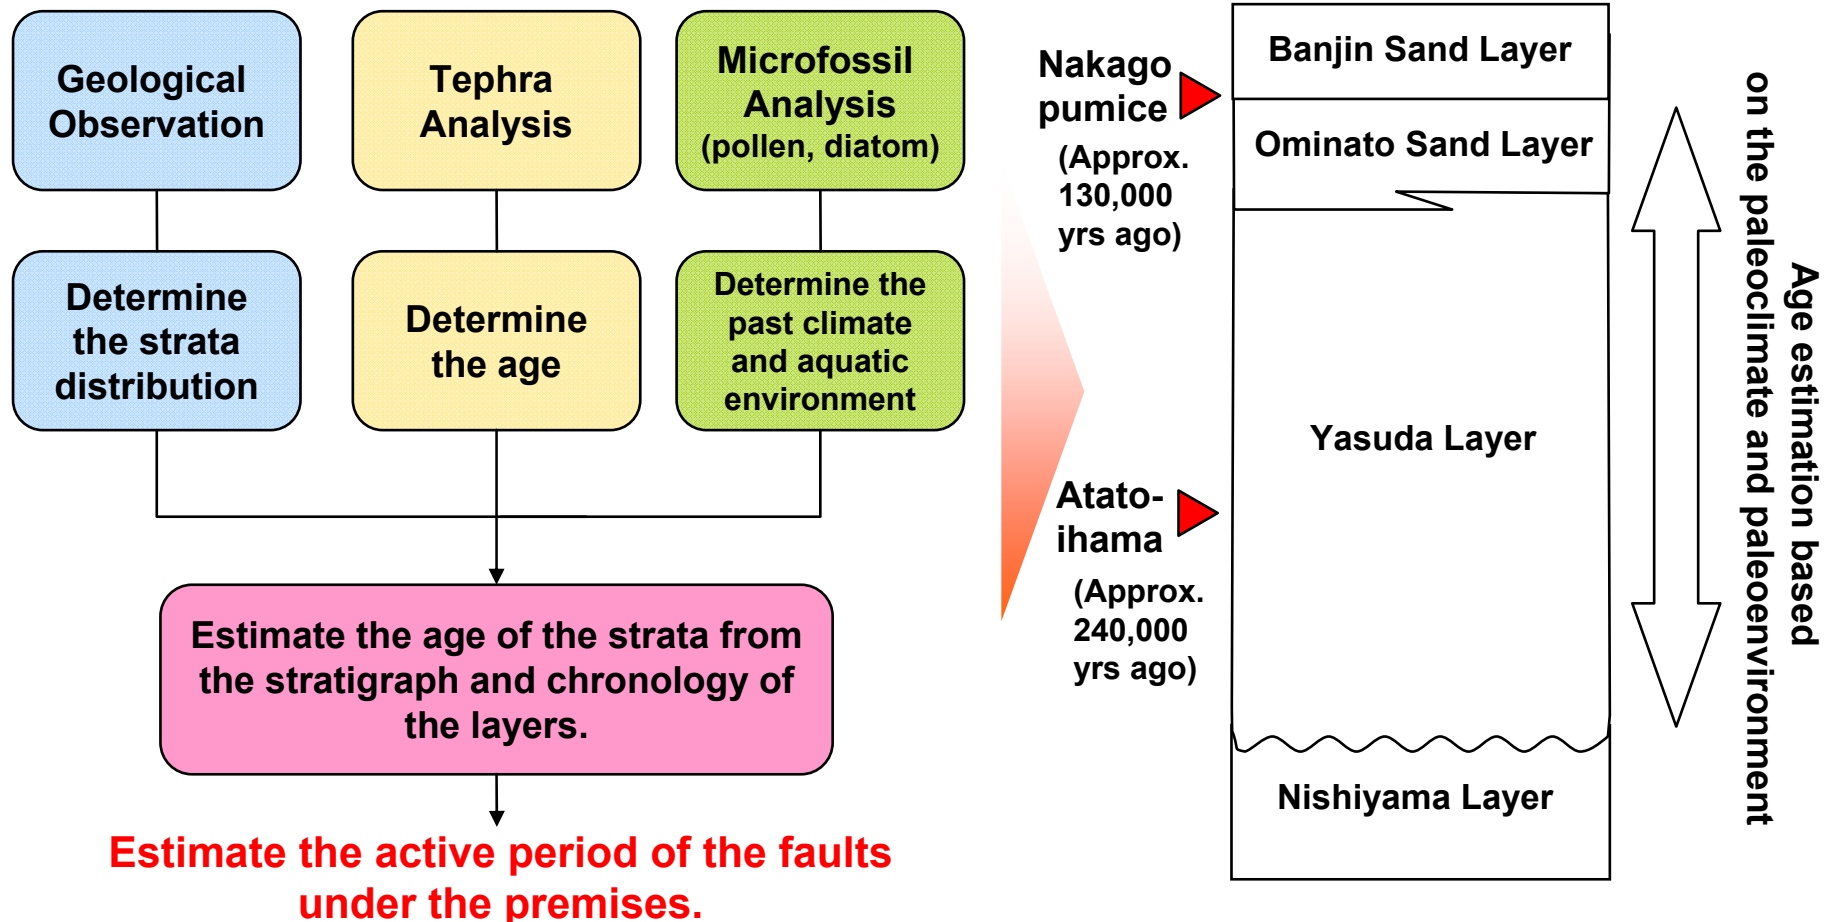 Geological
Observation
Tephra
Analysis
Microfossil
Analysis
(pollen, diatom)
Determine
the strata
distribution
Determine
the age
Determine the
past climate
and aquatic
environment
Estimate the age of the strata from
the stratigraph and chronology of
the layers.
Estimate the active period of the faults
under the premises.
Nakago
pumice
(Approx.
130,000
yrs ago)
Atato-
ihama
(Approx.
240,000
yrs ago)
Banjin Sand Layer
Ominato Sand Layer
Yasuda Layer
Nishiyama Layer
Age estimation based
on the paleoclimate and paleoenvironment